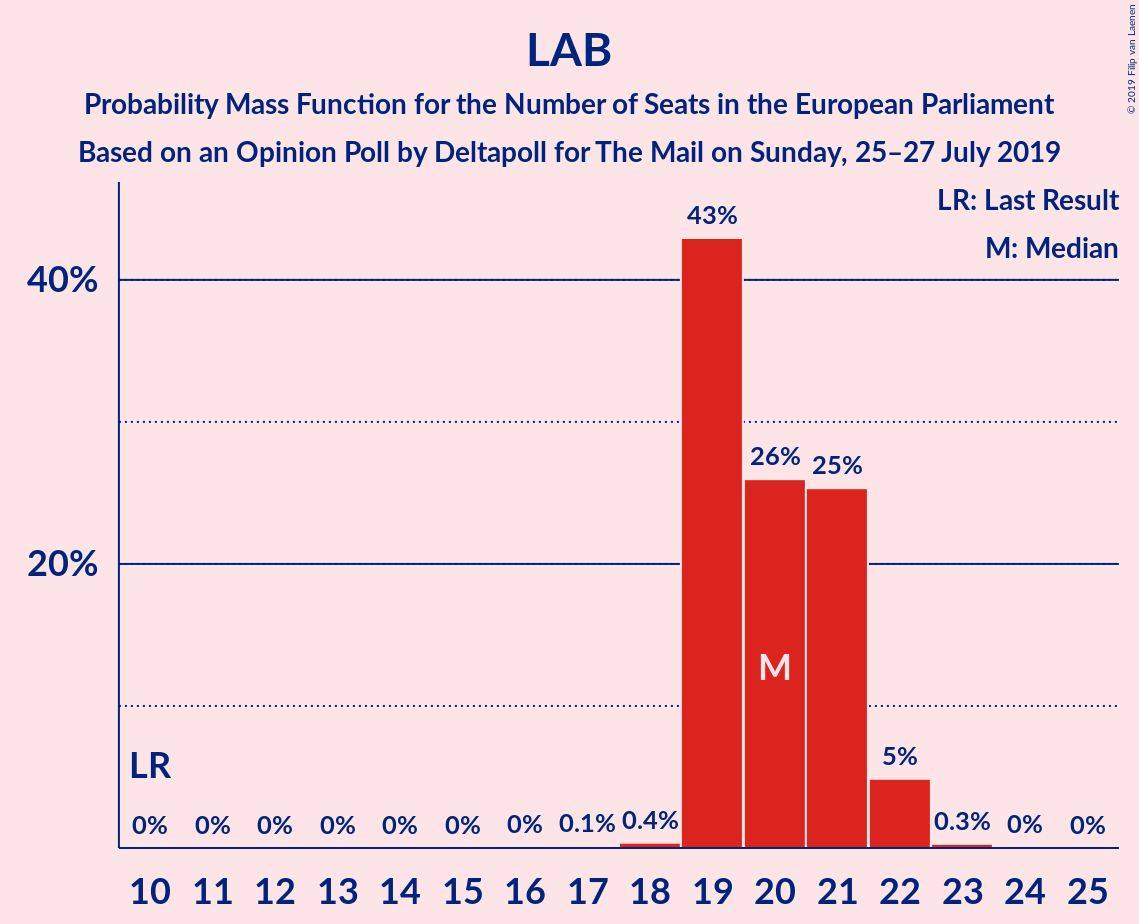 LAB
Probability Mass Function for the Number of Seats in the European Parliament
Based on an Opinion Poll by Deltapoll for The Mail on Sunday, 25–27 July 2019
© 2019 Filip van Laenen
LR: Last Result
M: Median
40%
20%
43%
26%
25%
M
5%
LR
0%
0%
0%
0%
0%
0%
0%
0.1%
0.4%
0.3%
0%
0%
10 11 12 13 14 15 16 17 18 19 20 21 22 23 24 25